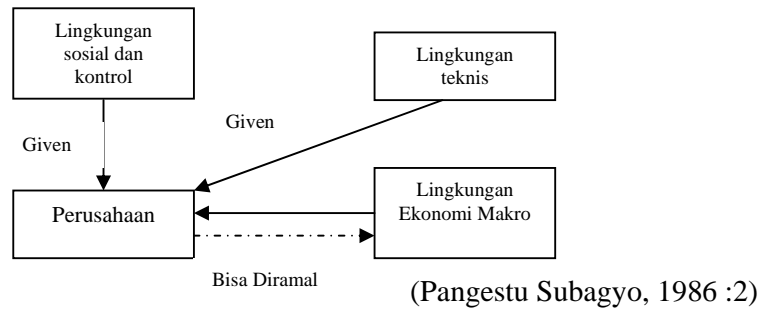 Lingkungan
sosial dan
kontrol
Lingkungan
teknis
Given
Given
Perusahaan
Lingkungan
Ekonomi Makro
Bisa Diramal
(Pangestu Subagyo, 1986 :2)